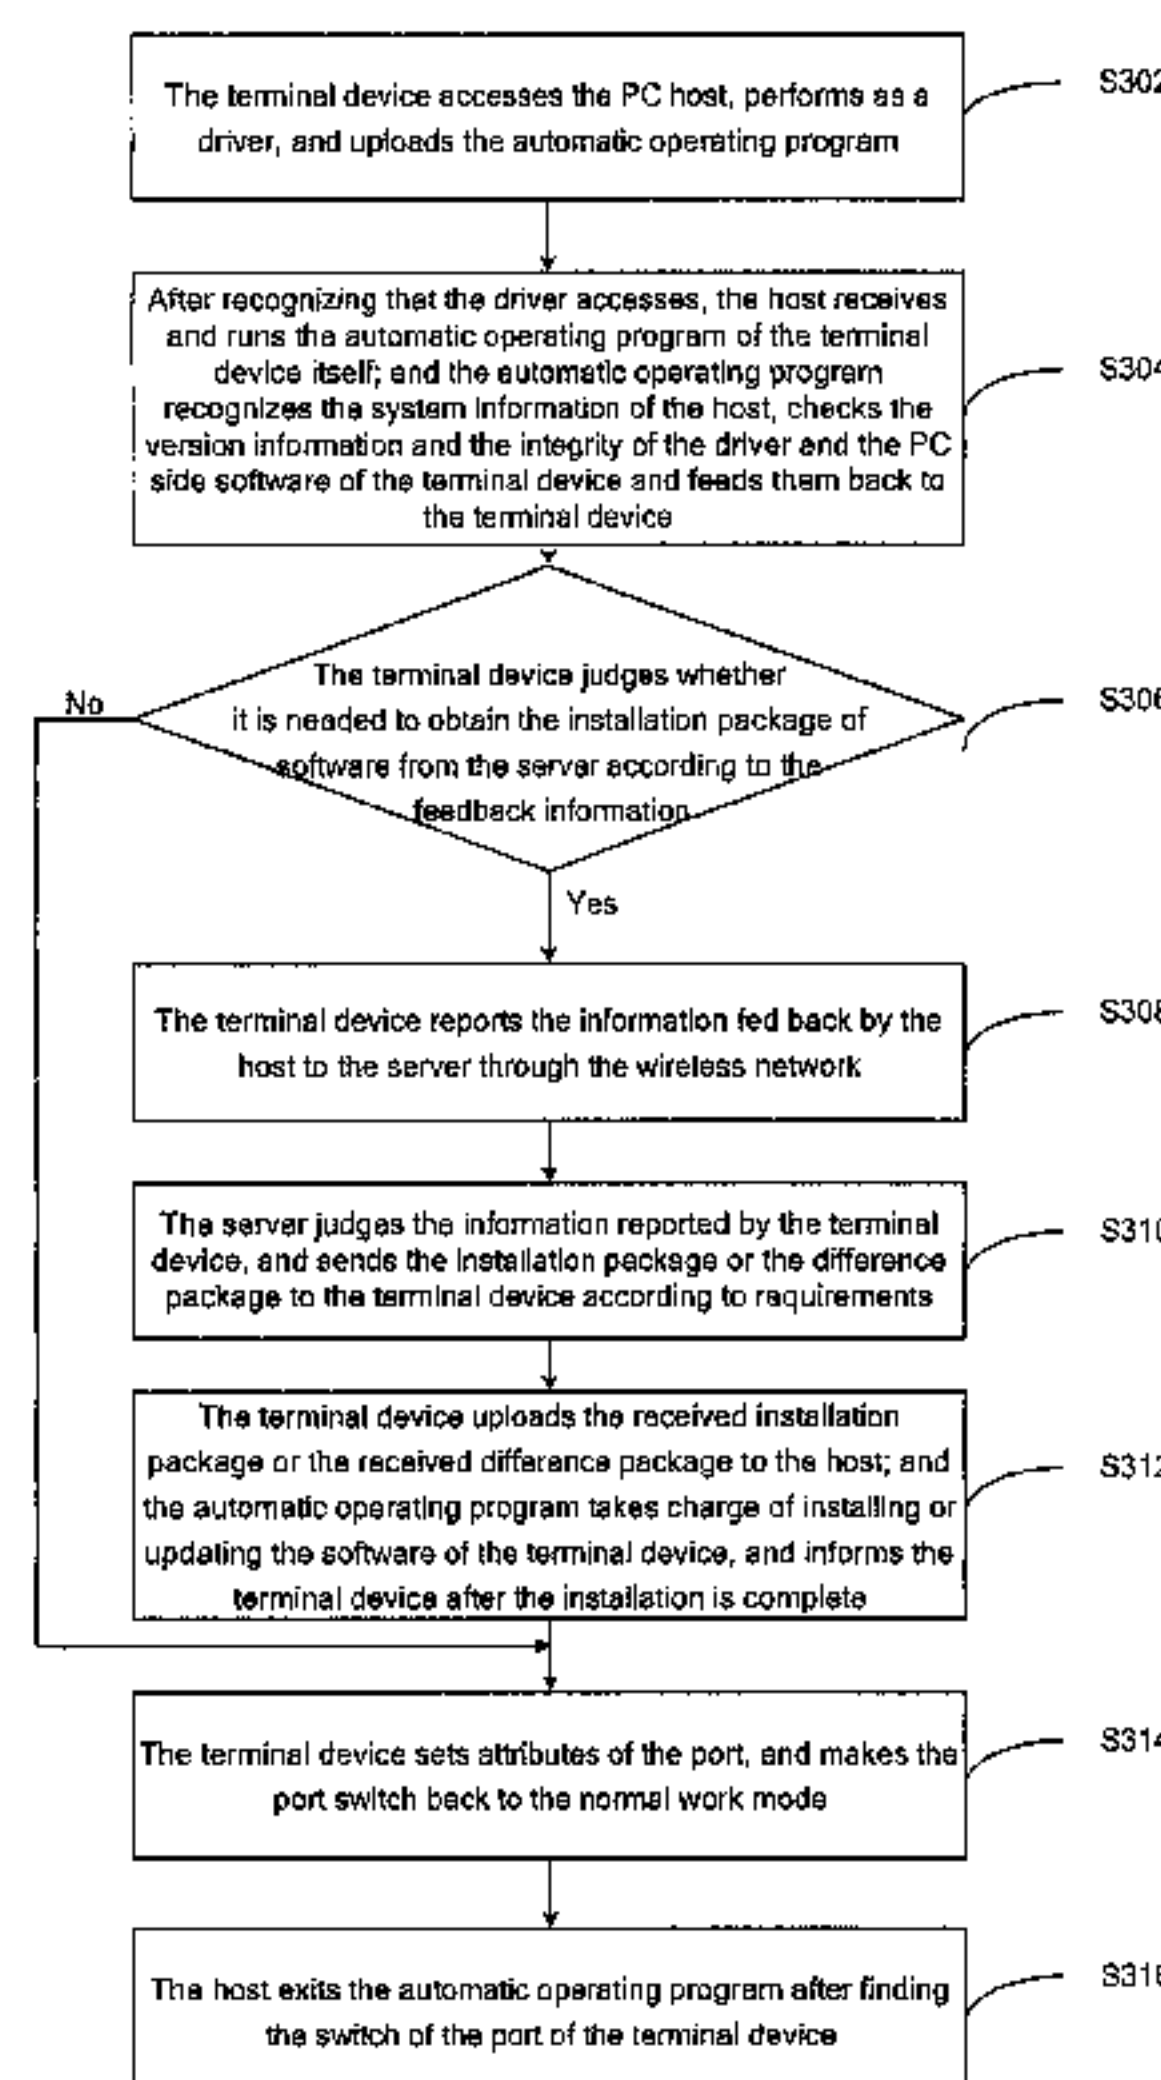 The terminal device accesses the PC host, performs as a
driver, and uploads the automatic operating program
S302
After recognizing that the driver accesses, the host receives
and runs the automatic operating program of the terminal
device itself; and the automatic operating program
recognizes the system information of the host, checks the
version information and the integrity of the driver and the PC
side software of the terminal device and feeds them back to
the terminal device
S304
The terminal device judges whether
it is needed to obtain the installation package of
software from the server according to the
feedback information
S306
No
Yes
The terminal device reports the information fed back by the
host to the server through the wireless network
S308
The server judges the information reported by the terminal
device, and sends the installation package or the difference
package to the terminal device according to requirements
S310
The terminal device uploads the received installation
package or the received difference package to the host; and
the automatic operating program takes charge of installing or
updating the software of the terminal device, and informs the
terminal device after the installation is complete
S312
The terminal device sets attributes of the port, and makes the
port switch back to the normal work mode
S314
The host exits the automatic operating program after finding
the switch of the port of the terminal device
S316